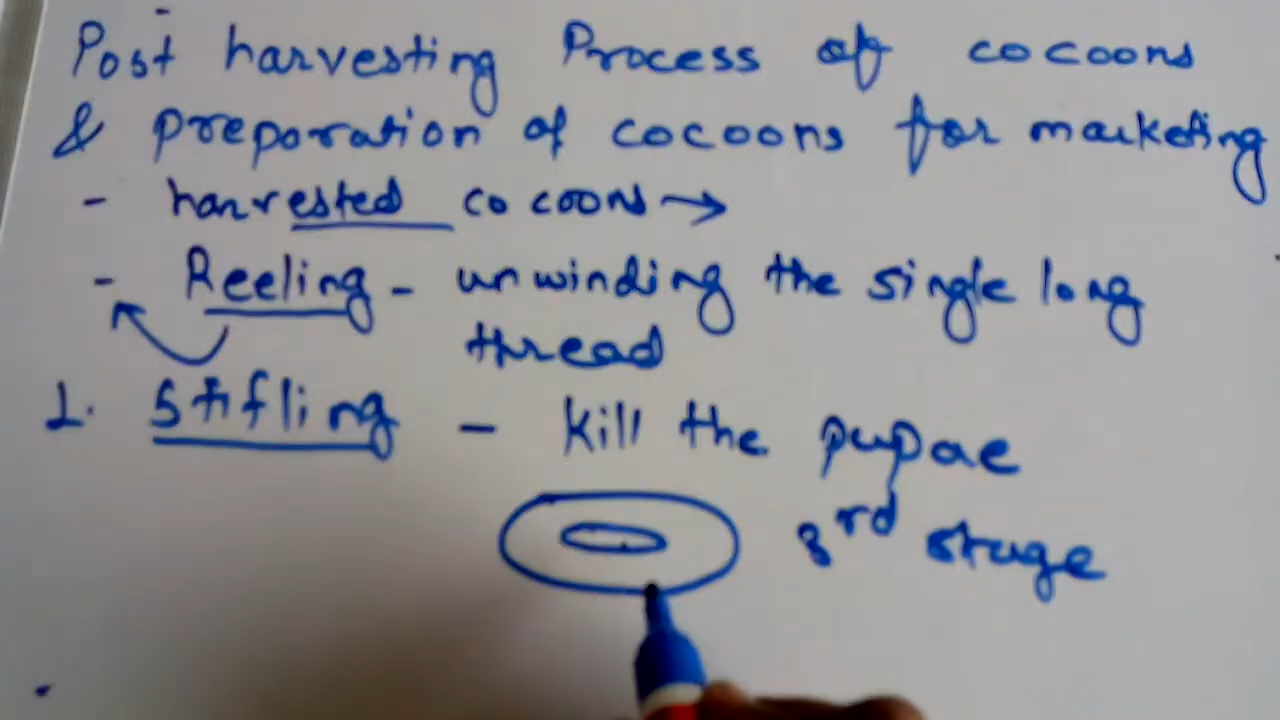 Post harvesting Process of cocoons
& preparation of cocoons for marketing
- harvested cocoons →
- Reeling - unwinding the single long
thread
1. Stifling - Kill the pupae
3rd stage